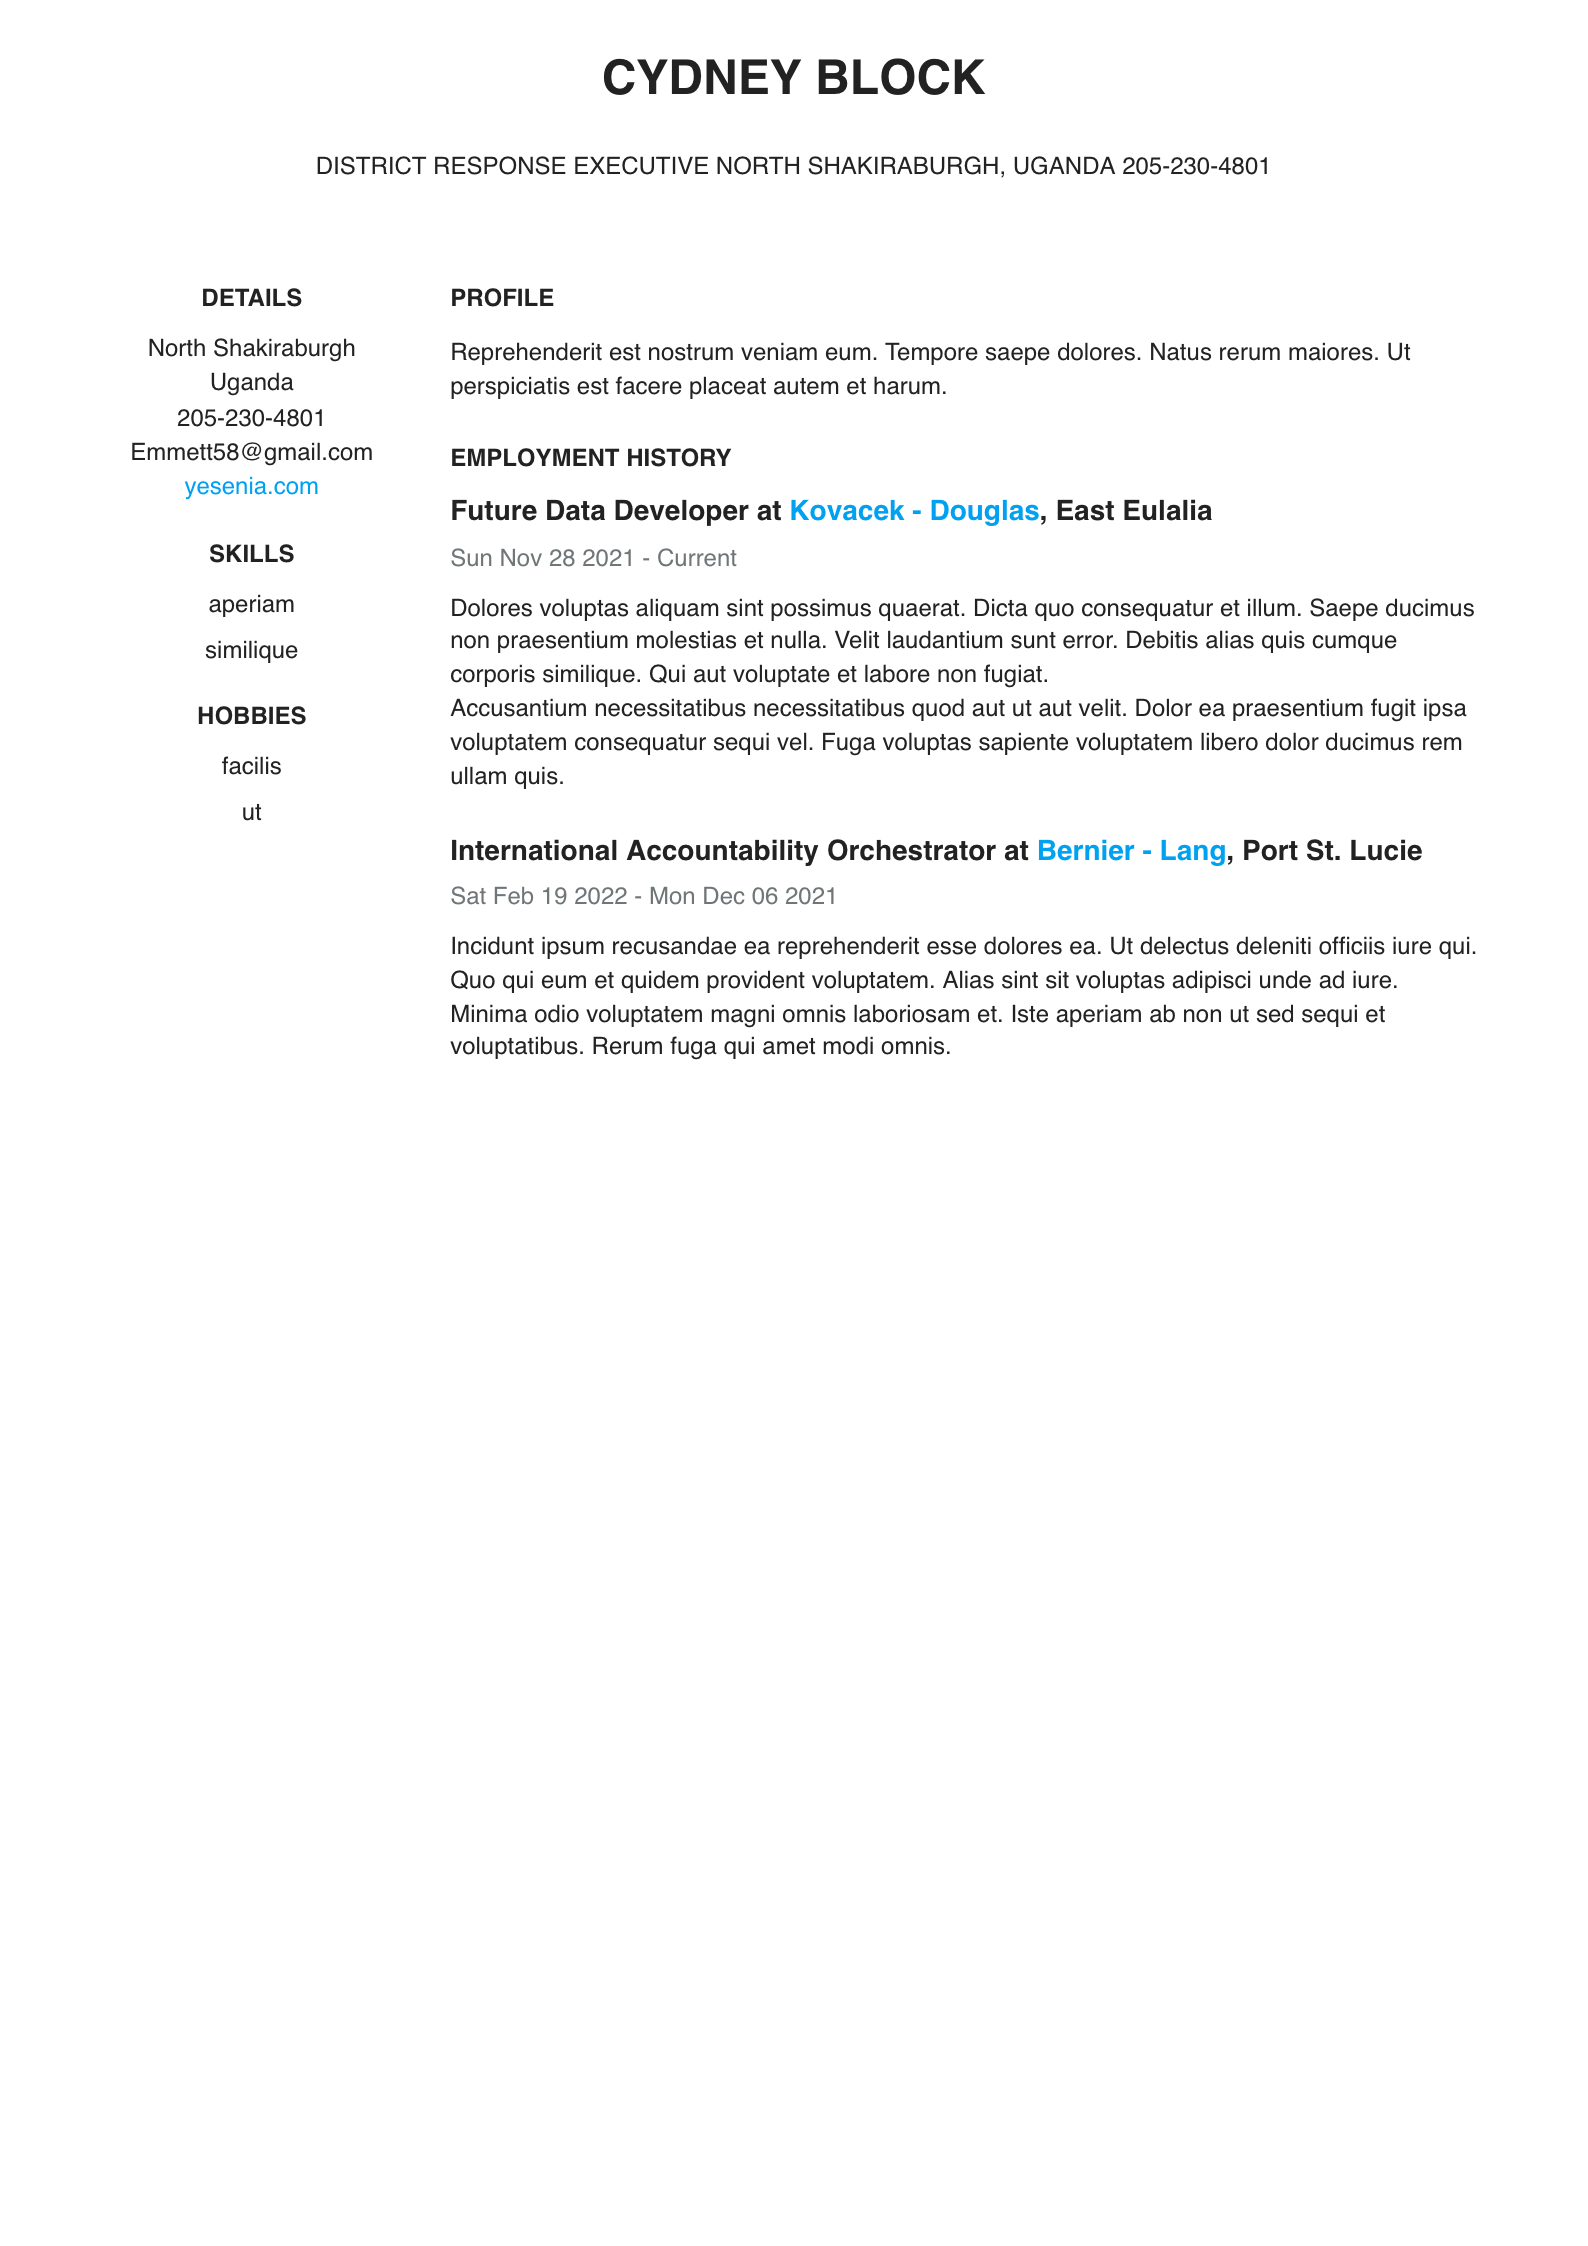 CYDNEY BLOCK
DISTRICT RESPONSE EXECUTIVE NORTH SHAKIRABURGH, UGANDA 205-230-4801
DETAILS
North Shakiraburgh
Uganda
205-230-4801
Emmett58@gmail.com
yesenia.com
SKILLS
aperiam
similique
HOBBIES
facilis
ut
PROFILE
Reprehenderit est nostrum veniam eum. Tempore saepe dolores. Natus rerum maiores. Ut
perspiciatis est facere placeat autem et harum.
EMPLOYMENT HISTORY
Future Data Developer at Kovacek - Douglas, East Eulalia
Sun Nov 28 2021 - Current
Dolores voluptas aliquam sint possimus quaerat. Dicta quo consequatur et illum. Saepe ducimus
non praesentium molestias et nulla. Velit laudantium sunt error. Debitis alias quis cumque
corporis similique. Qui aut voluptate et labore non fugiat.
Accusantium necessitatibus necessitatibus quod aut ut aut velit. Dolor ea praesentium fugit ipsa
voluptatem consequatur sequi vel. Fuga voluptas sapiente voluptatem libero dolor ducimus rem
ullam quis.
International Accountability Orchestrator at Bernier - Lang, Port St. Lucie
Sat Feb 19 2022 - Mon Dec 06 2021
Incidunt ipsum recusandae ea reprehenderit esse dolores ea. Ut delectus deleniti officiis iure qui.
Quo qui eum et quidem provident voluptatem. Alias sint sit voluptas adipisci unde ad iure.
Minima odio voluptatem magni omnis laboriosam et. Iste aperiam ab non ut sed sequi et
voluptatibus. Rerum fuga qui amet modi omnis.